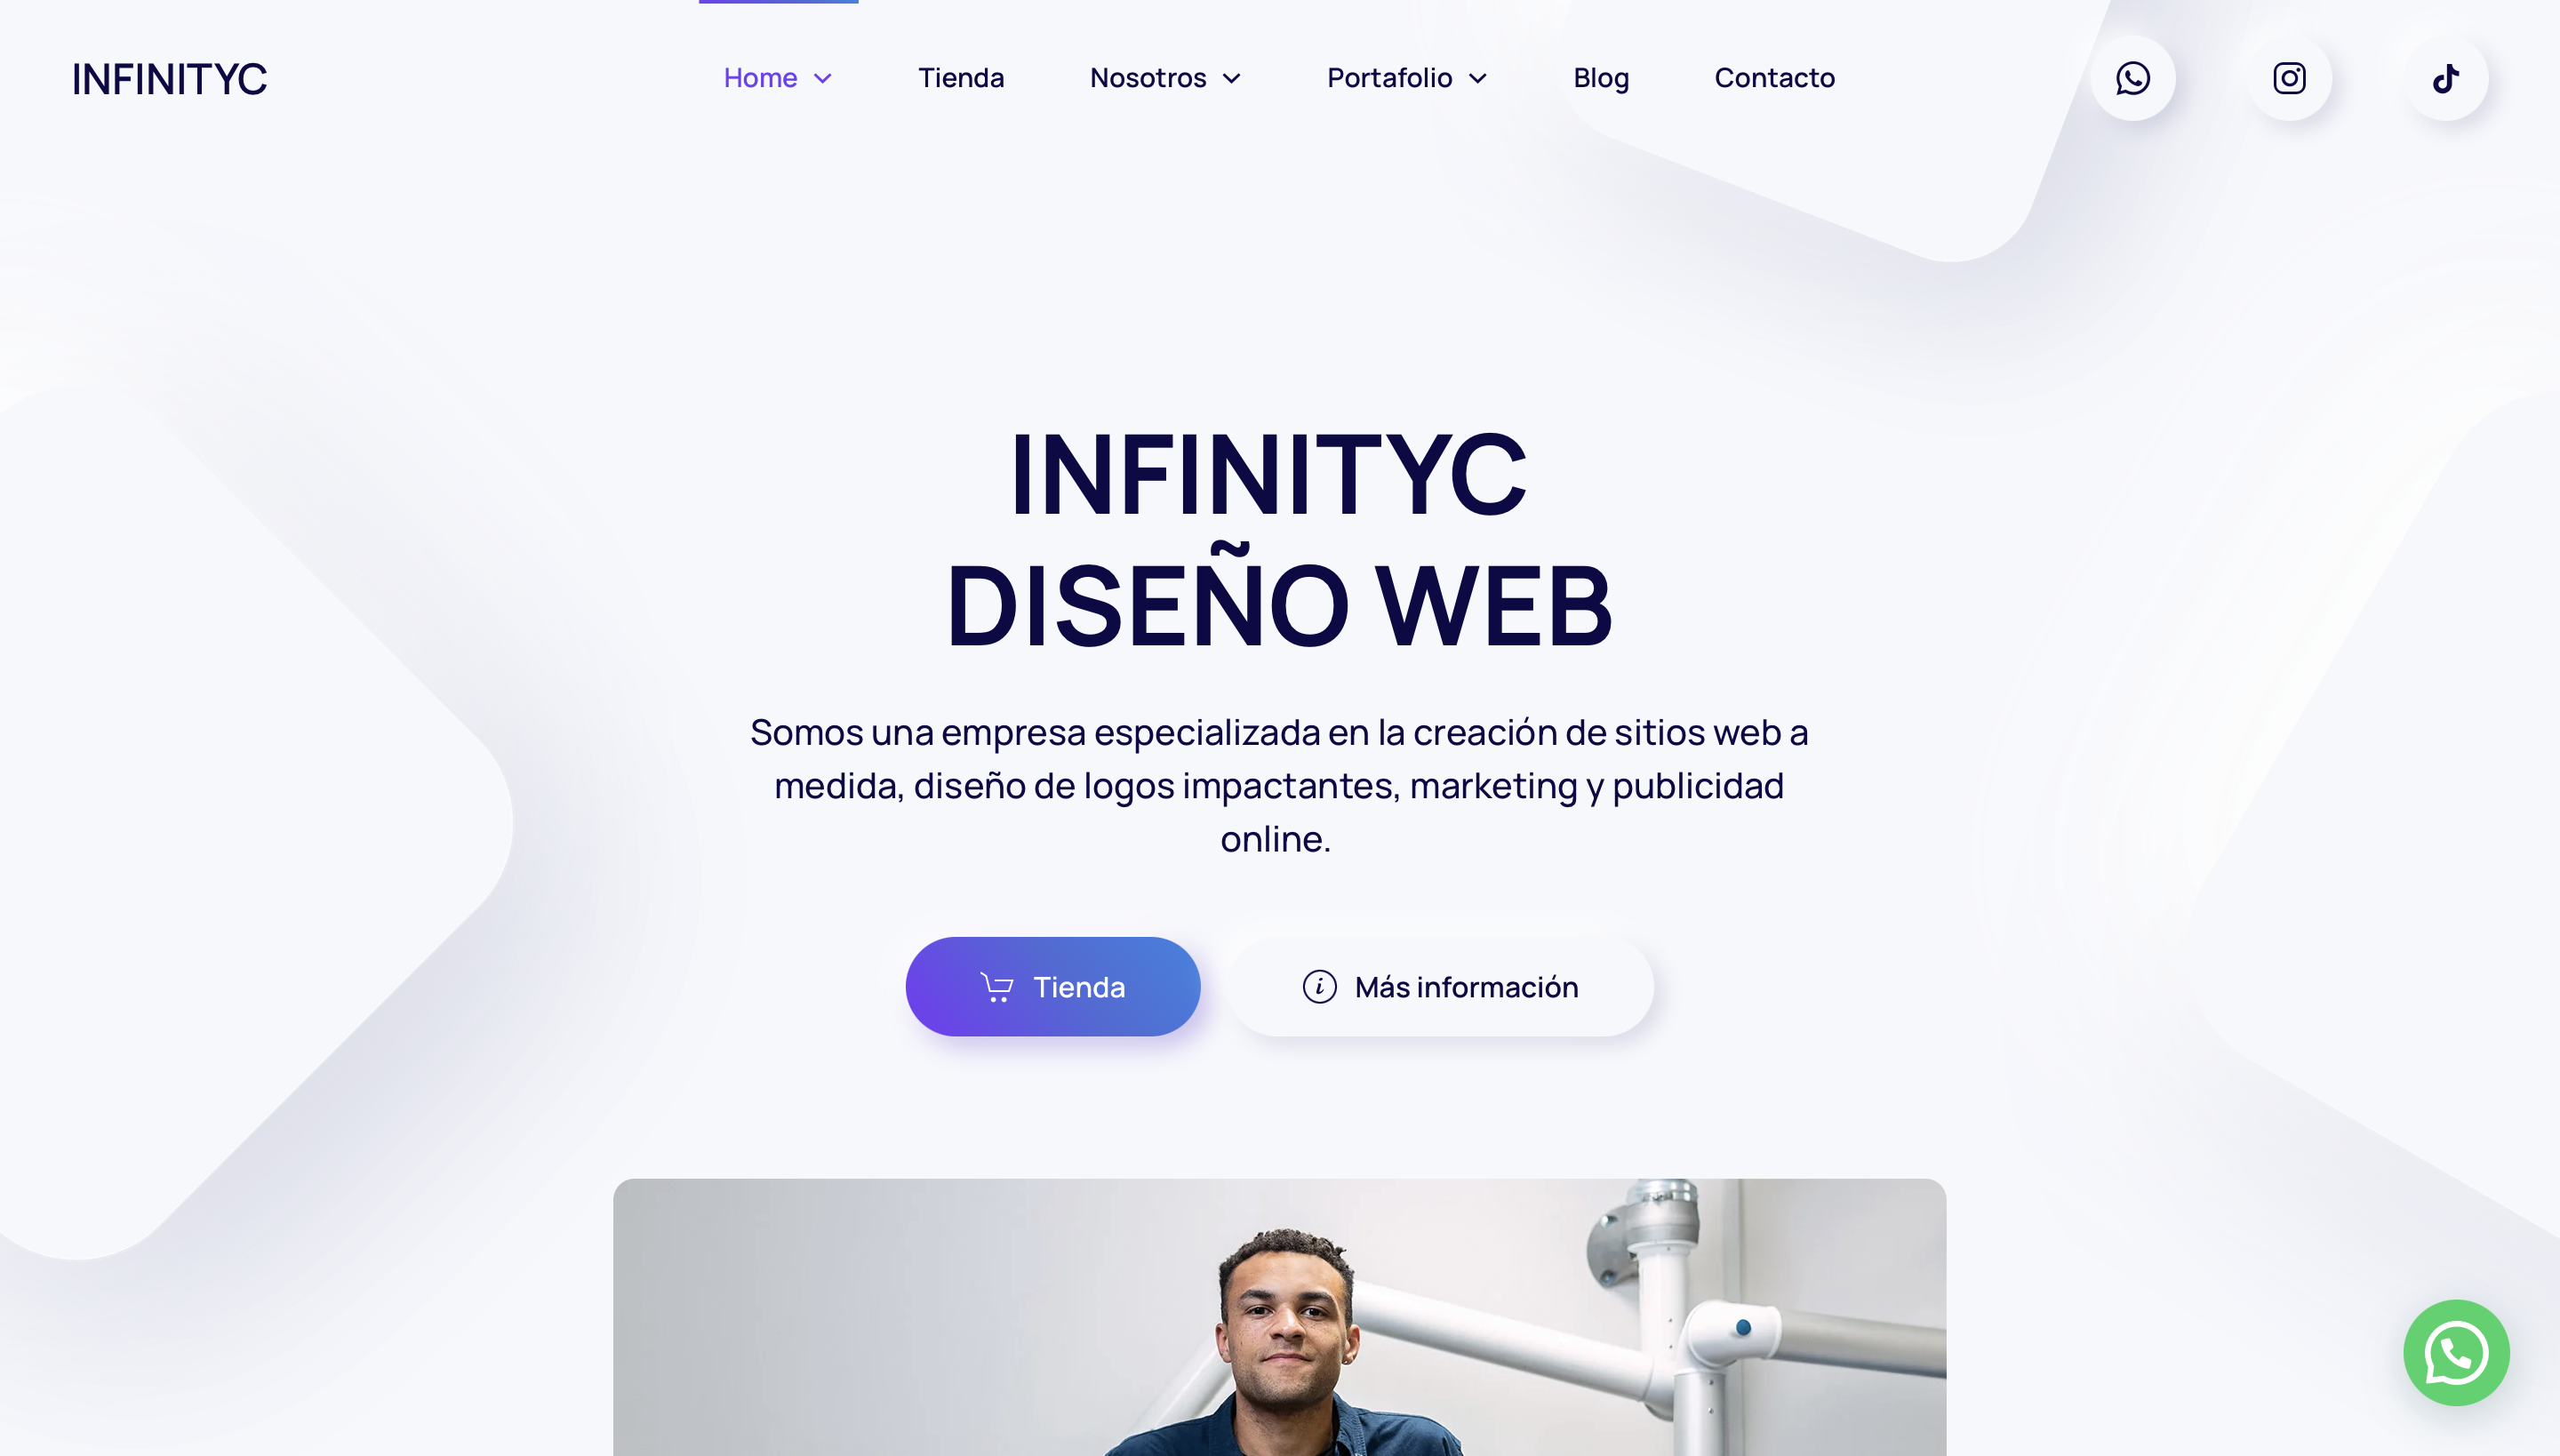 INFINITYC
Home
Tienda
Nosotros
Portafolio
Blog
Contacto
INFINITYC
DISEÑO WEB
Somos una empresa especializada en la creación de sitios web a
medida, diseño de logos impactantes, marketing y publicidad
online.
Tienda
Más información